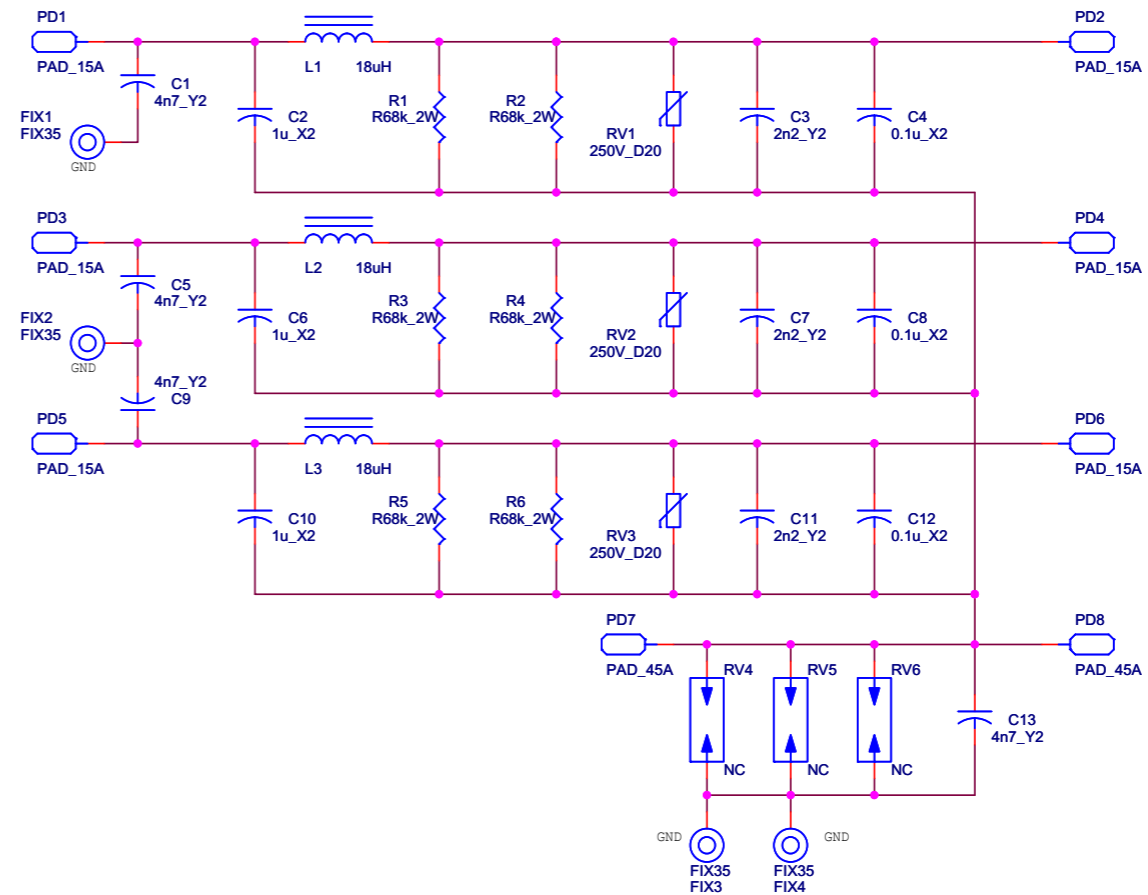 PD1
PAD_15A
PD2
PAD_15A
L1 18uH
C1
4n7_Y2
FIX1
FIX35
GND
C2
1u_X2
R1
R68k_2W
R2
R68k_2W
RV1
250V_D20
C3
2n2_Y2
C4
0.1u_X2
PD3
PAD_15A
PD4
PAD_15A
L2 18uH
C5
4n7_Y2
FIX2
FIX35
GND
C6
1u_X2
R3
R68k_2W
R4
R68k_2W
RV2
250V_D20
C7
2n2_Y2
C8
0.1u_X2
4n7_Y2
C9
PD5
PAD_15A
PD6
PAD_15A
L3 18uH
C10
1u_X2
R5
R68k_2W
R6
R68k_2W
RV3
250V_D20
C11
2n2_Y2
C12
0.1u_X2
PD7
PAD_45A
PD8
PAD_45A
RV4
NC
RV5
NC
RV6
NC
C13
4n7_Y2
GND
FIX35
FIX3
GND
FIX35
FIX4